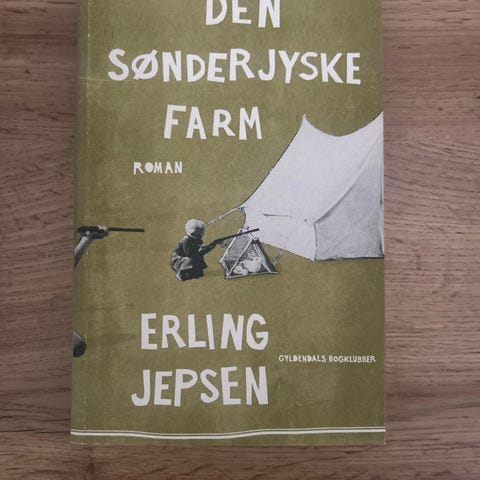 DEN
SØNDERJYSKE
FARM
ROMAN
ERLING
JEPSEN
GYLDENDALS BOGKLUBBER